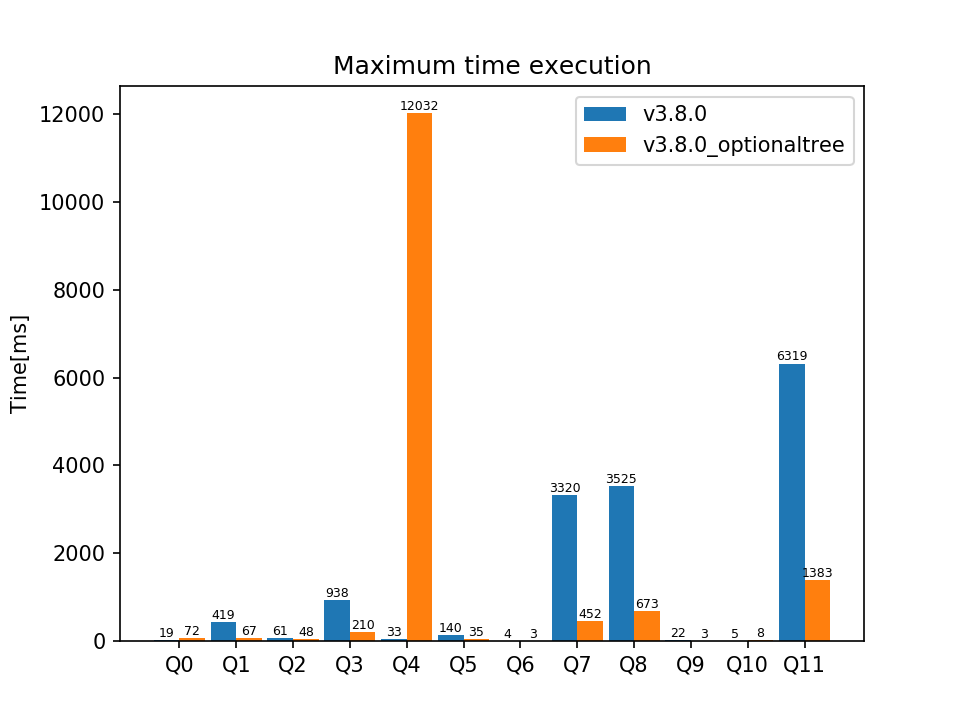 Maximum time execution
v3.8.0
v3.8.0_optionaltree
Time[ms]
12000
10000
8000
6000
4000
2000
0
19 72 419 67 61 48 938 210 33 12032 140 35 4 3 3320 452 3525 673 22 3 5 8 6319 1383
Q0 Q1 Q2 Q3 Q4 Q5 Q6 Q7 Q8 Q9 Q10 Q11